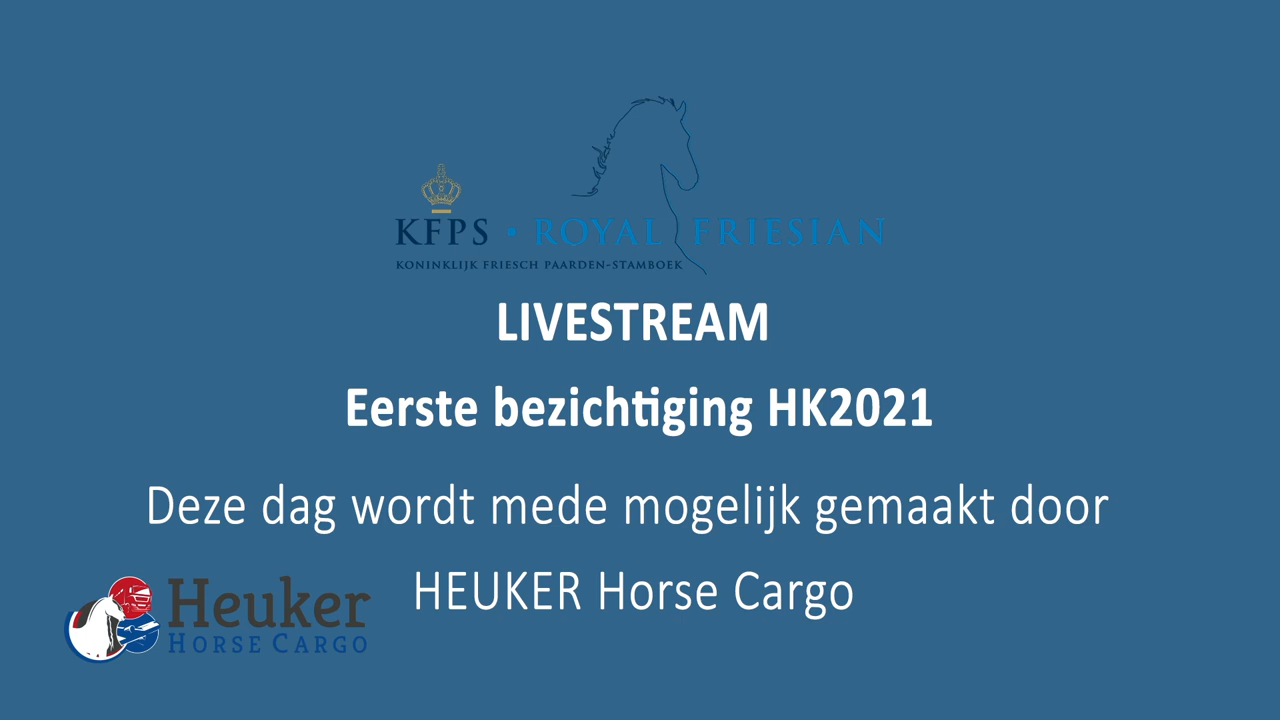 KFPS • ROYAL FRIESIAN
KONINKLIJK FRIESCH PAARDEN-STAMBOEK
LIVESTREAM
Eerste bezichtiging HK2021
Deze dag wordt mede mogelijk gemaakt door
HEUKER Horse Cargo
Heuker
HORSE CARGO